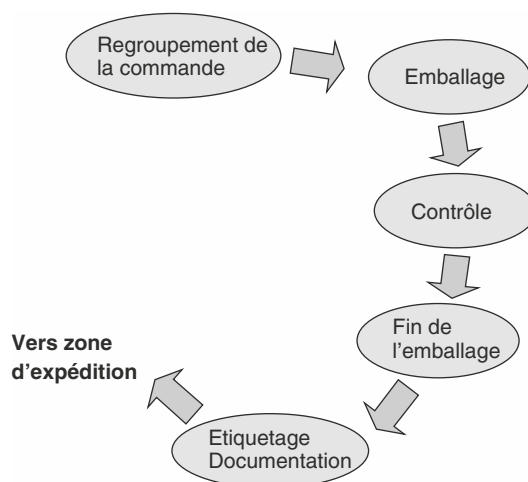 Regroupement de
la commande
Emballage
Contrôle
Fin de
l'emballage
Etiquetage
Documentation
Vers zone
d'expédition